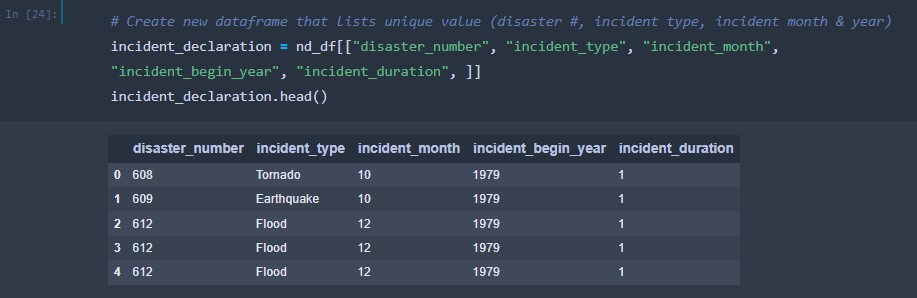 In [24]:
# Create new dataframe that Lists unique value (disaster #, incident type, incident month & year)
incident_declaration = nd_df[["disaster_number", "incident_type", "incident_month",
"incident_begin_year", "incident_duration", ]]
incident_declaration.head()
disaster_number incident_type incident_month incident_begin_year incident_duration
0 608 Tornado 10 1979 1
1 609 Earthquake 10 1979 1
2 612 Flood 12 1979 1
3 612 Flood 12 1979 1
4 612 Flood 12 1979 1